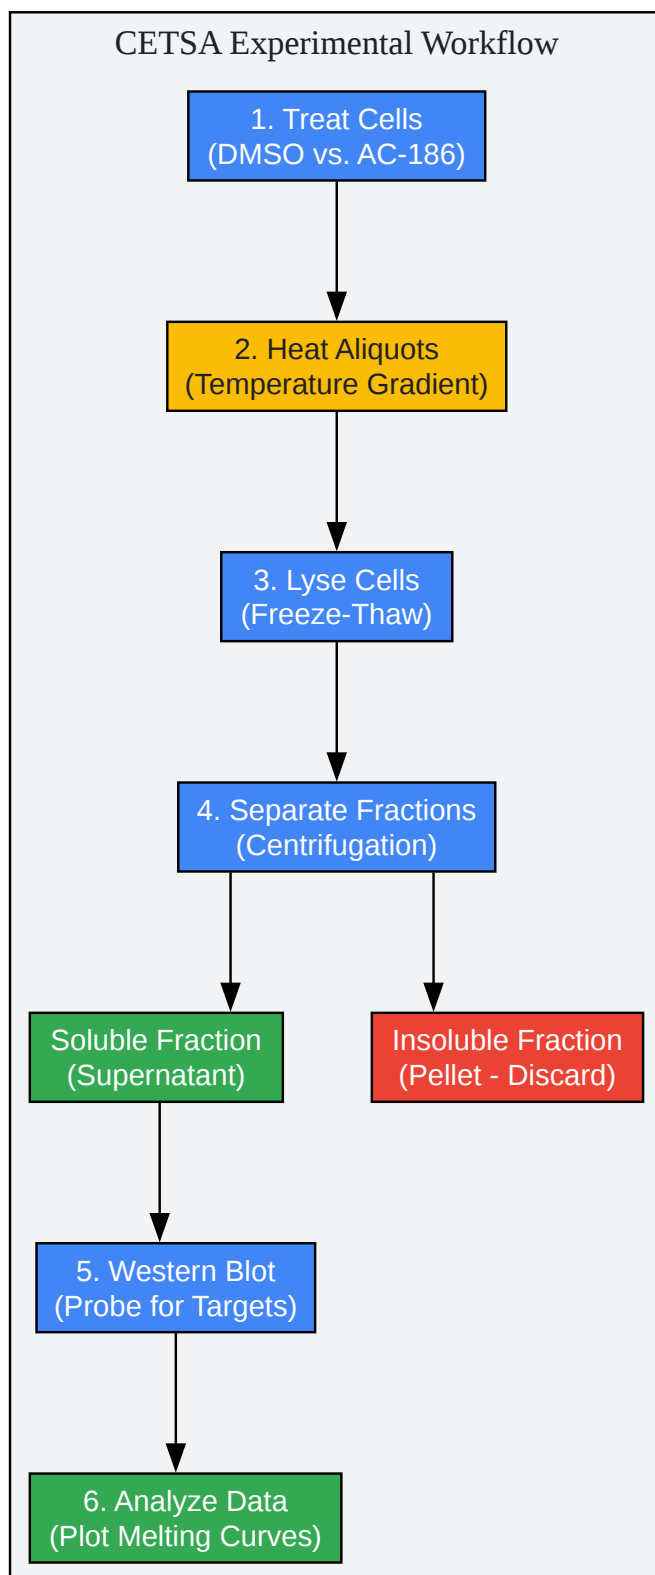 CETSA Experimental Workflow
1. Treat Cells
(DMSO vs. AC-186)
2. Heat Aliquots
(Temperature Gradient)
3. Lyse Cells
(Freeze-Thaw)
4. Separate Fractions
(Centrifugation)
Soluble Fraction
(Supernatant)
Insoluble Fraction
(Pellet - Discard)
5. Western Blot
(Probe for Targets)
6. Analyze Data
(Plot Melting Curves)